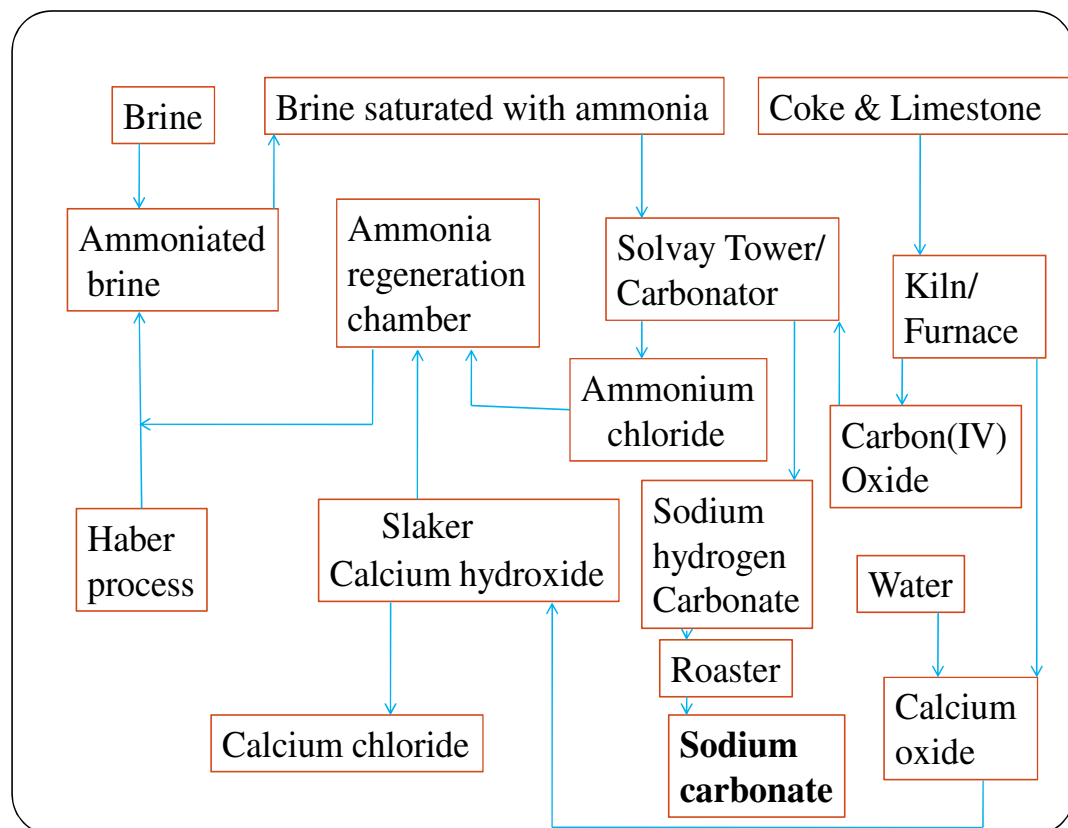 Brine
Brine saturated with ammonia
Coke & Limestone
Ammoniated
brine
Ammonia
regeneration
chamber
Solvay Tower/
Carbonator
Kiln/
Furnace
Ammonium
chloride
Carbon(IV)
Oxide
Haber
process
Slaker
Calcium hydroxide
Sodium
hydrogen
Carbonate
Water
Roaster
Calcium chloride
Sodium
carbonate
Calcium
oxide